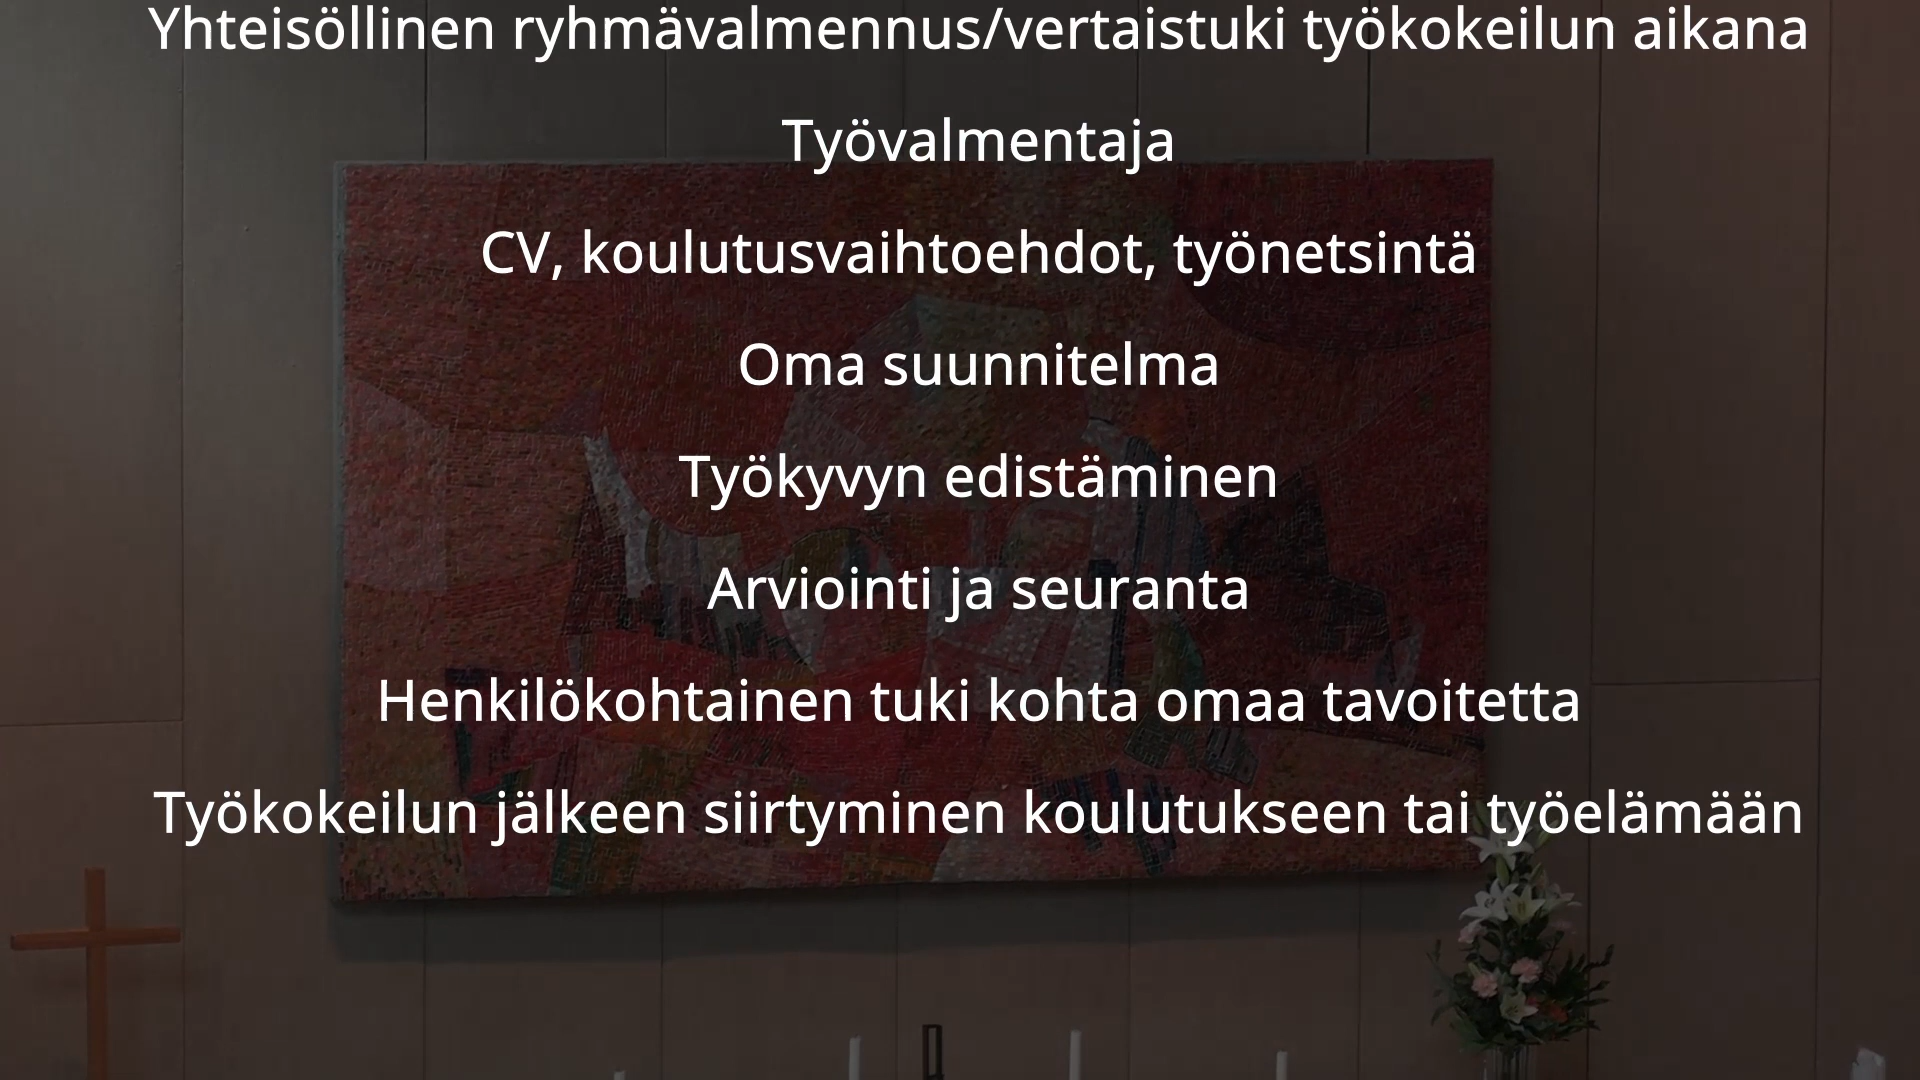 Yhteisöllinen ryhmävalmennus/vertaistuki työkokeilun aikana
Työvalmentaja
CV, koulutusvaihtoehdot, työnetsintä
Oma suunnitelma
Työkyvyn edistäminen
Arviointi ja seuranta
Henkilökohtainen tuki kohta omaa tavoitetta
Työkokeilun jälkeen siirtyminen koulutukseen tai työelämään